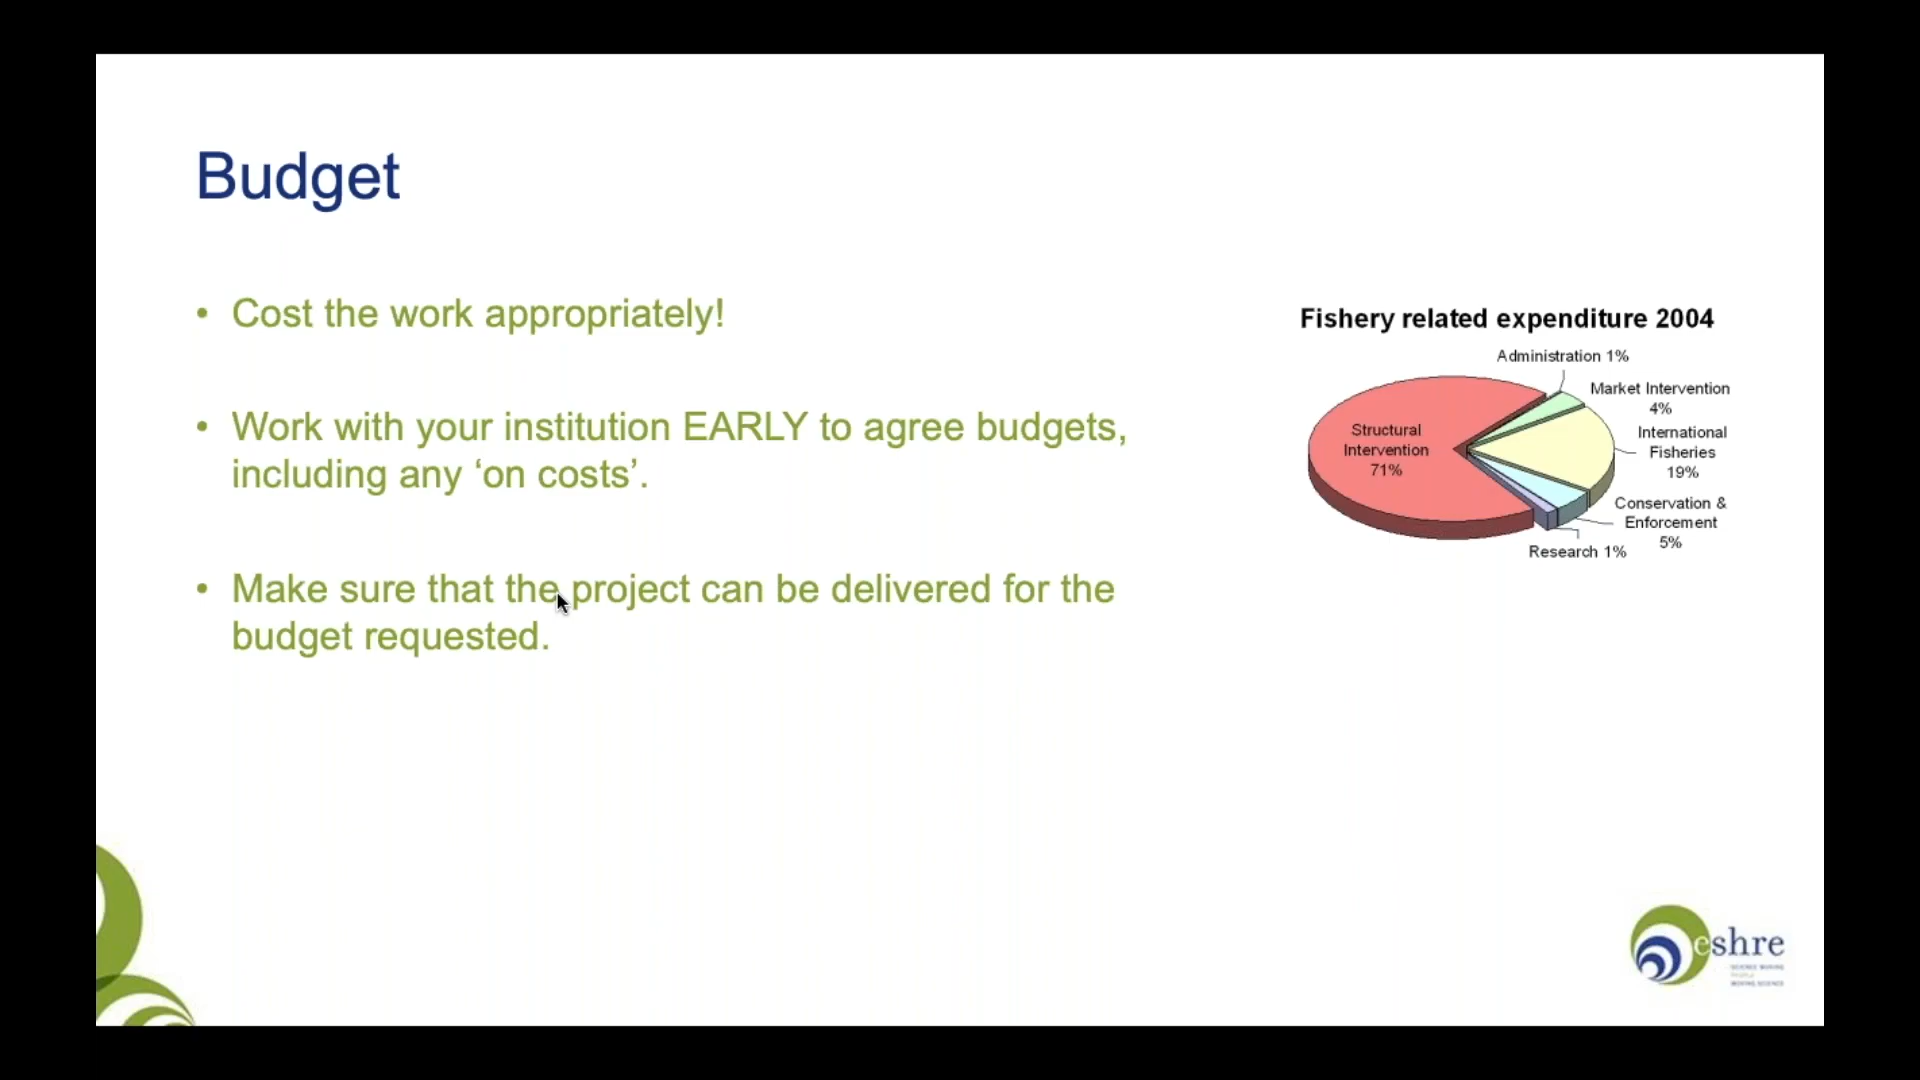 Budget
• Cost the work appropriately!
• Work with your institution EARLY to agree budgets,
including any ‘on costs’.
• Make sure that the project can be delivered for the
budget requested.
Fishery related expenditure 2004
Administration 1%
Market Intervention
4%
International
Fisheries
19%
Structural
Intervention
71%
Conservation &
Enforcement
5%
Research 1%
eshre